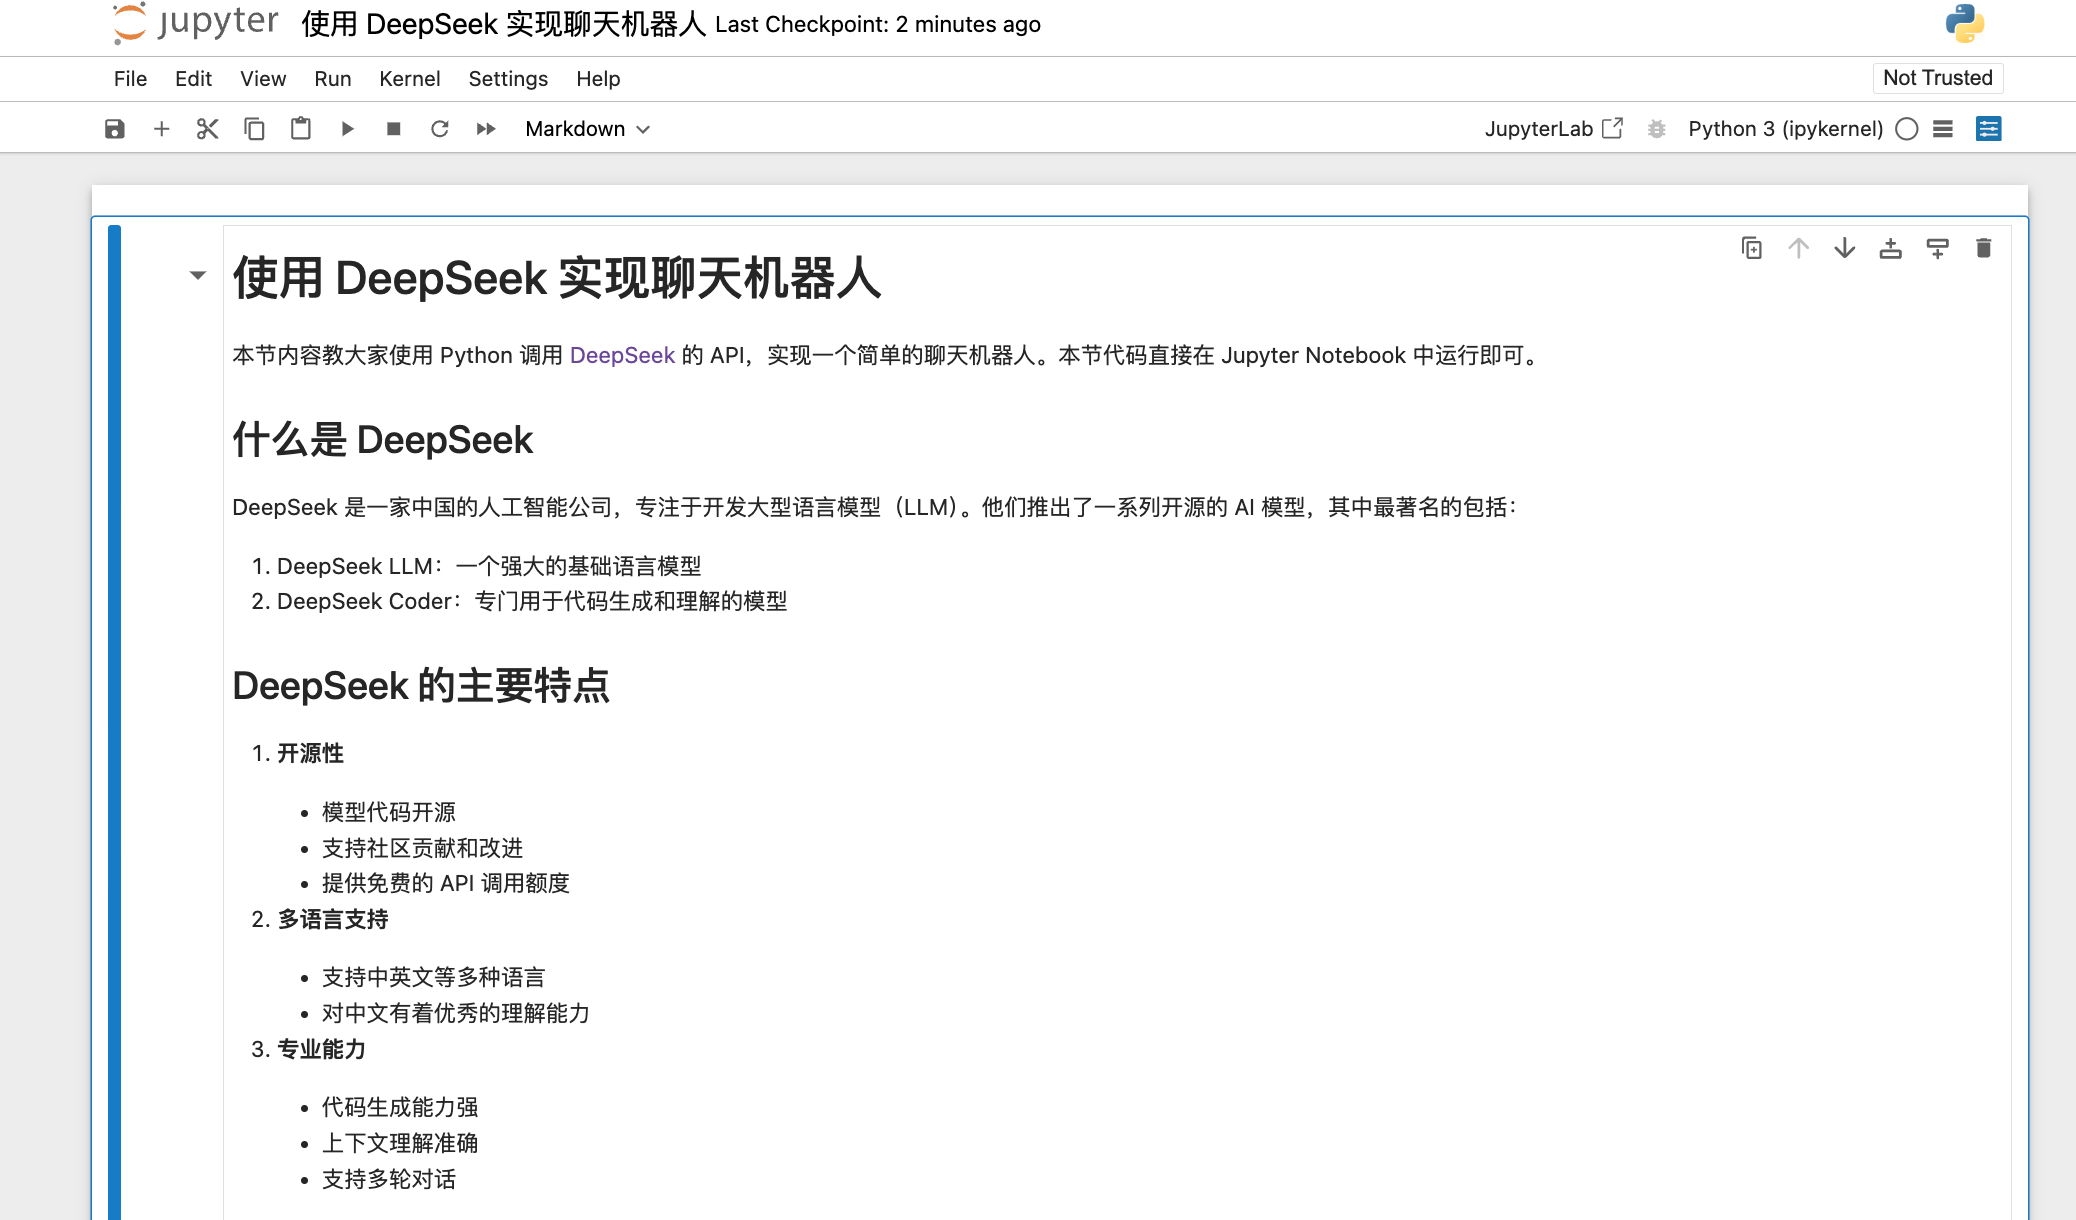 jupyter 使用 DeepSeek 实现聊天机器人 Last Checkpoint: 2 minutes ago
File Edit View Run Kernel Settings Help Not Trusted
Markdown JupyterLab Python 3 (ipykernel)
使用 DeepSeek 实现聊天机器人
本节内容教大家使用 Python 调用 DeepSeek 的 API，实现一个简单的聊天机器人。本节代码直接在 Jupyter Notebook 中运行即可。
什么是 DeepSeek
DeepSeek 是一家中国的人工智能公司，专注于开发大型语言模型（LLM）。他们推出了一系列开源的 AI 模型，其中最著名的包括：
1. DeepSeek LLM：一个强大的基础语言模型
2. DeepSeek Coder：专门用于代码生成和理解的模型
DeepSeek 的主要特点
1. 开源性
• 模型代码开源
• 支持社区贡献和改进
• 提供免费的 API 调用额度
2. 多语言支持
• 支持中英文等多种语言
• 对中文有着优秀的理解能力
3. 专业能力
• 代码生成能力强
• 上下文理解准确
• 支持多轮对话